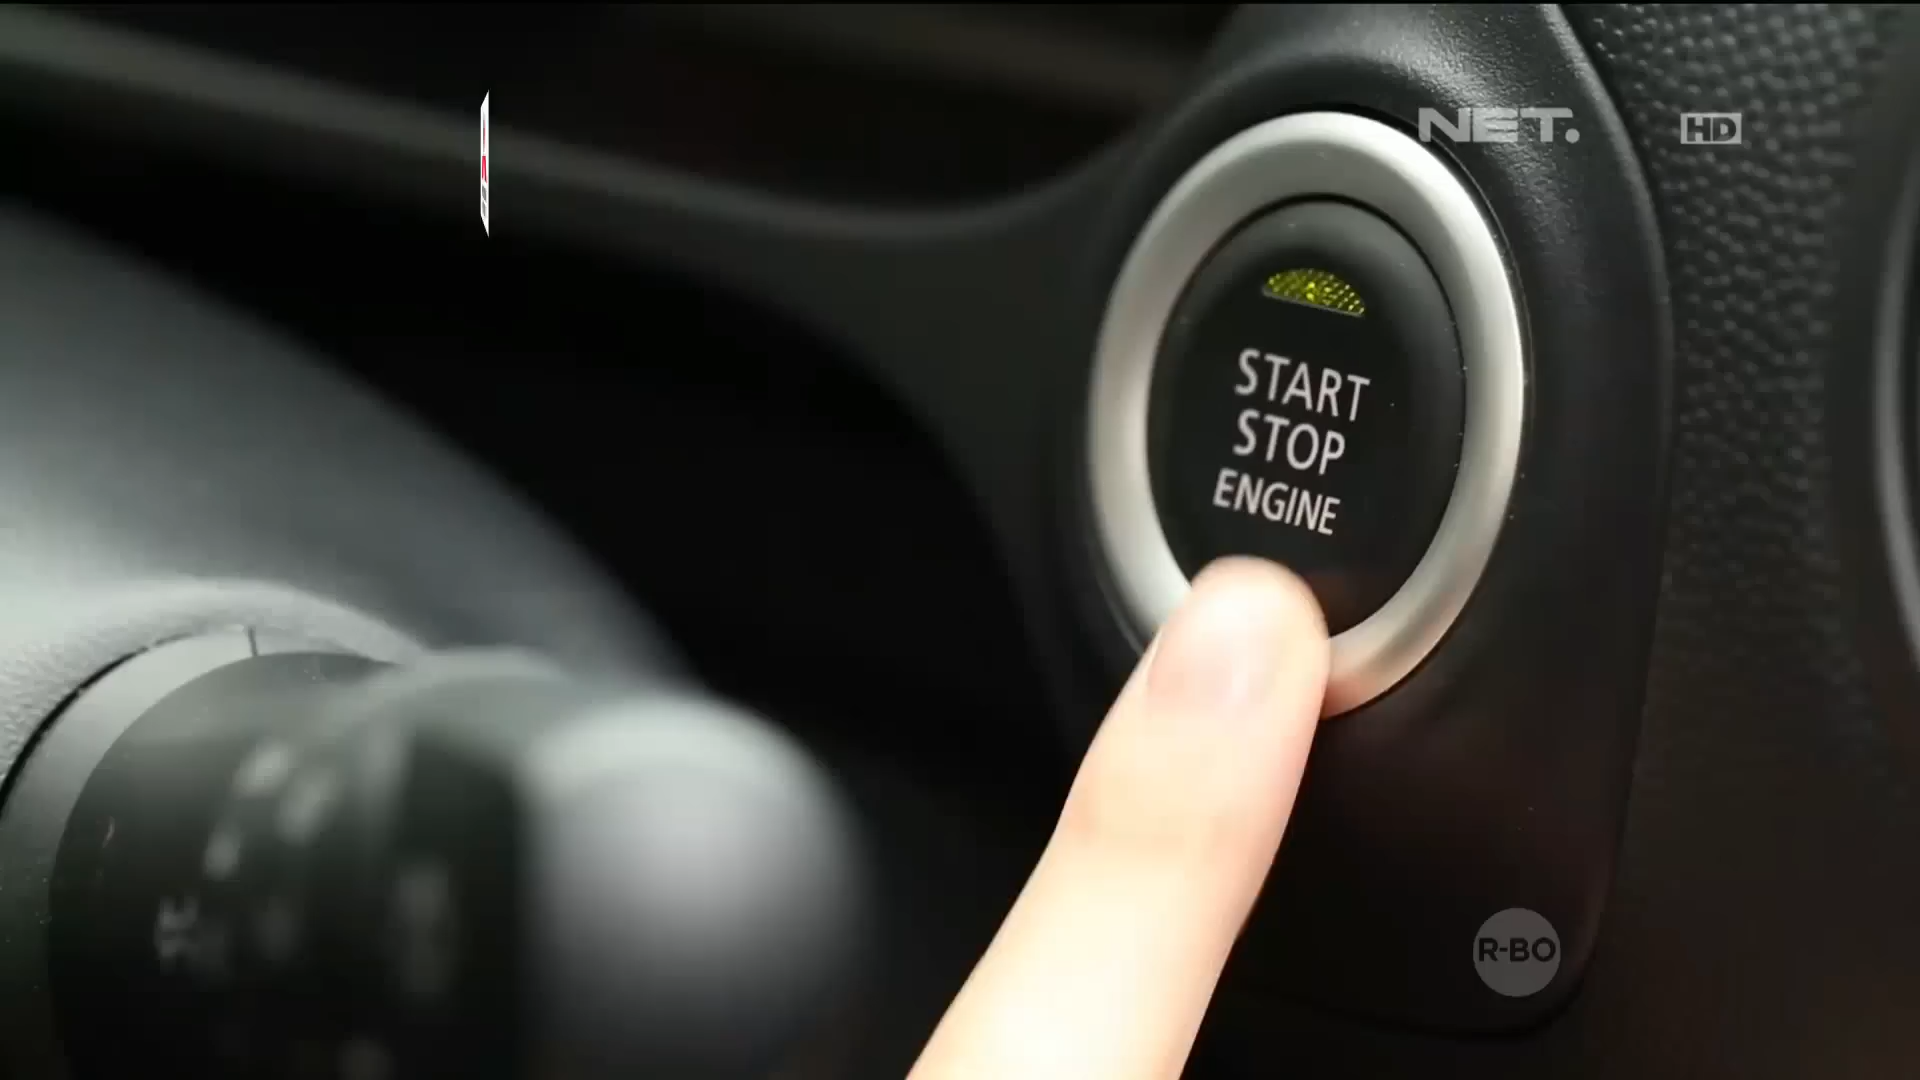 NET.
HD
START
STOP
ENGINE
R-BO